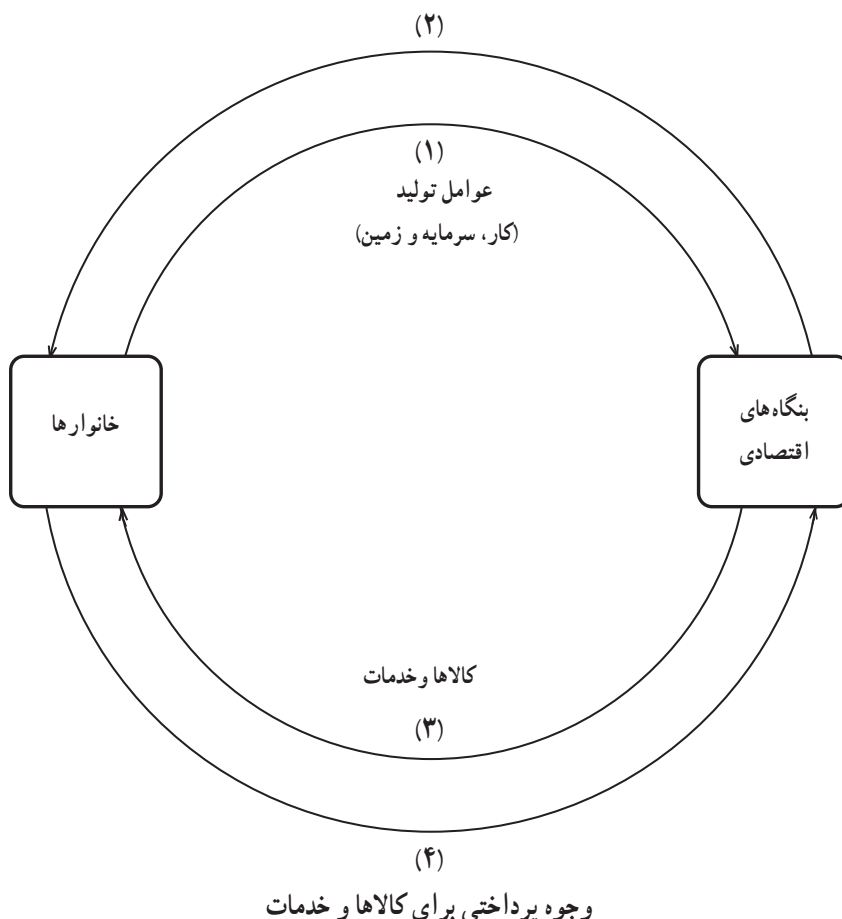 (۲)
(۱)
عوامل تولید
(کار، سرمایه و زمین)
خانوارها
بنگاه‌های
اقتصادی
کالاها و خدمات
(۳)
(۴)
وجوه پرداختی برای کالاها و خدمات